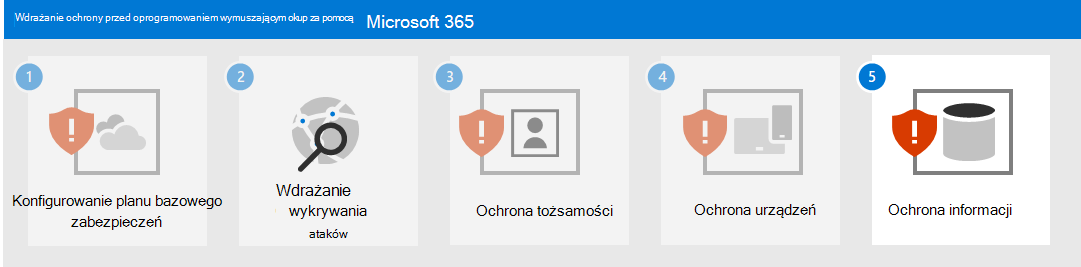 Wdrażanie ochrony przed oprogramowaniem wymuszającym okup za pomocą Microsoft 365
1
2
3
4
5
Konfigurowanie planu bazowego
zabezpieczeń
Wdrażanie
wykrywania
ataków
Ochrona tożsamości
Ochrona urządzeń
Ochrona informacji